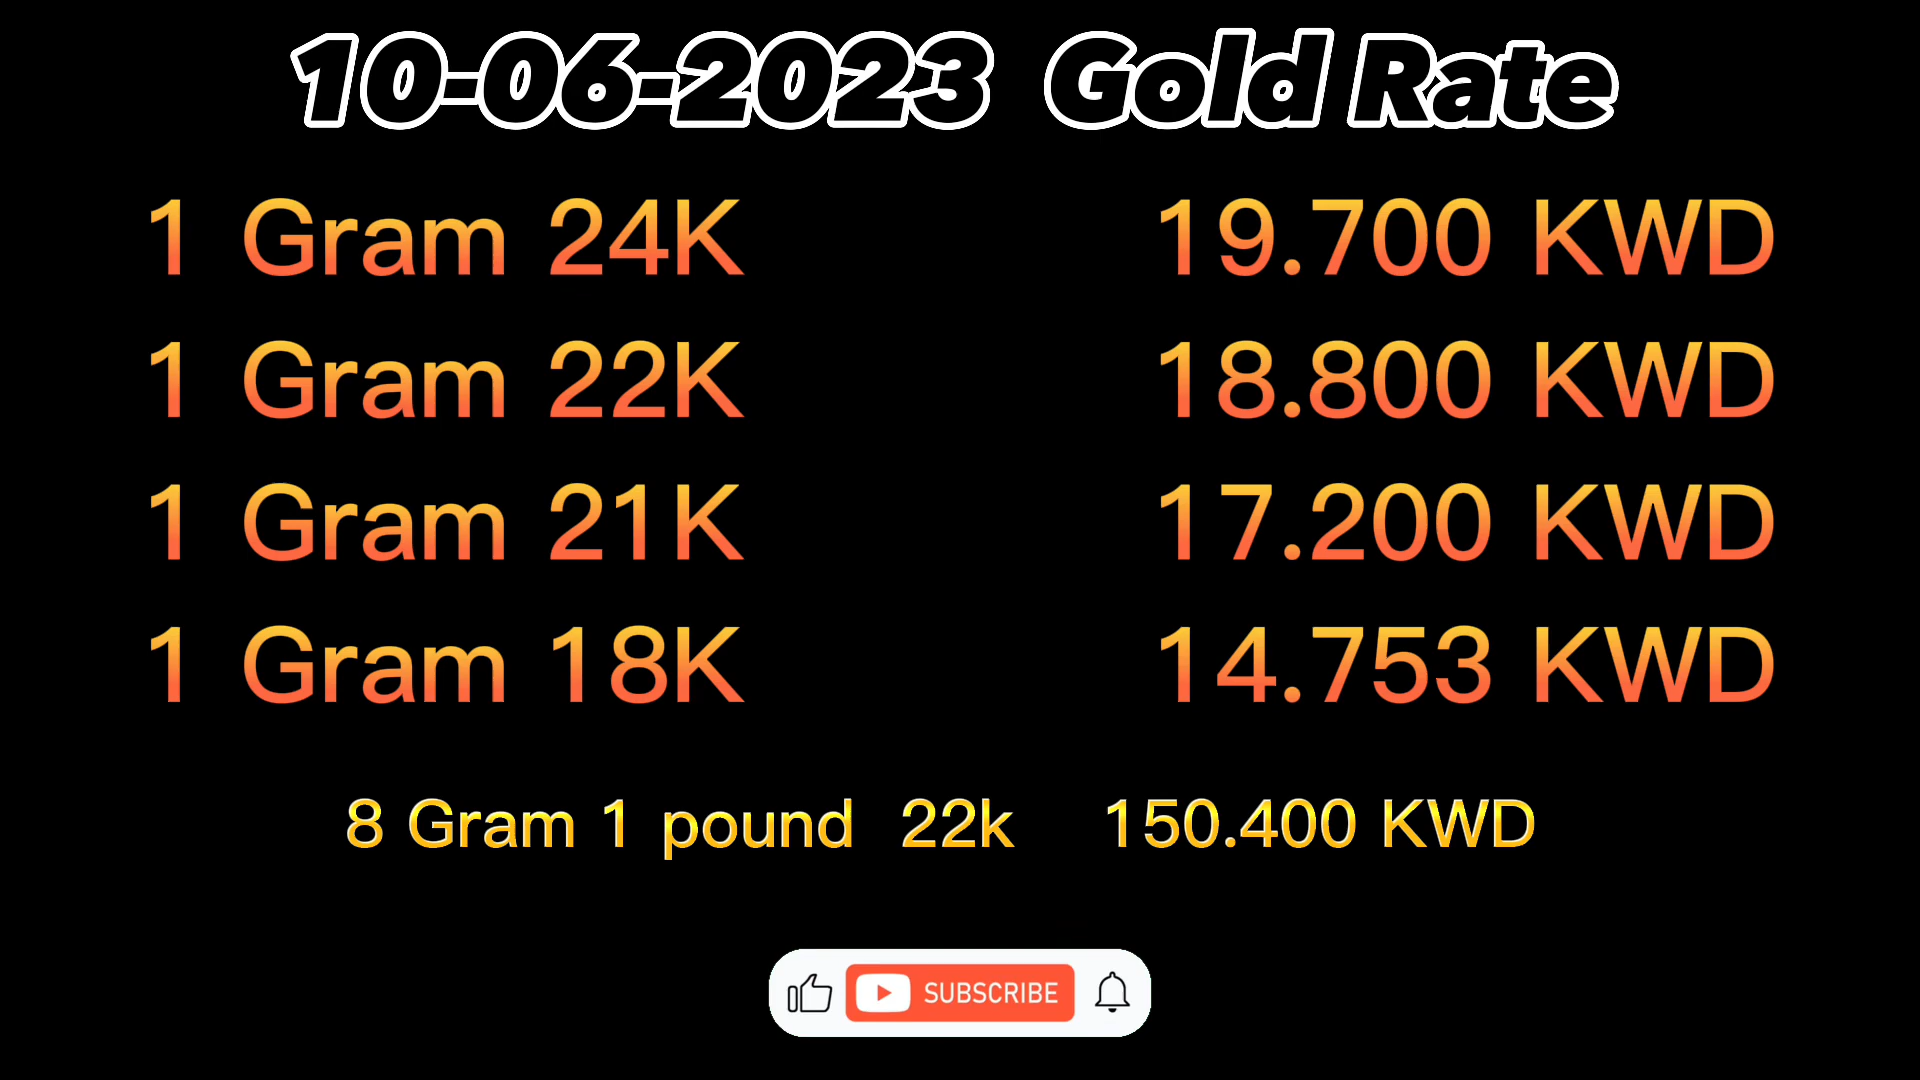 10-06-2023 Gold Rate
1 Gram 24K 19.700 KWD
1 Gram 22K 18.800 KWD
1 Gram 21K 17.200 KWD
1 Gram 18K 14.753 KWD
8 Gram 1 pound 22k 150.400 KWD
SUBSCRIBE